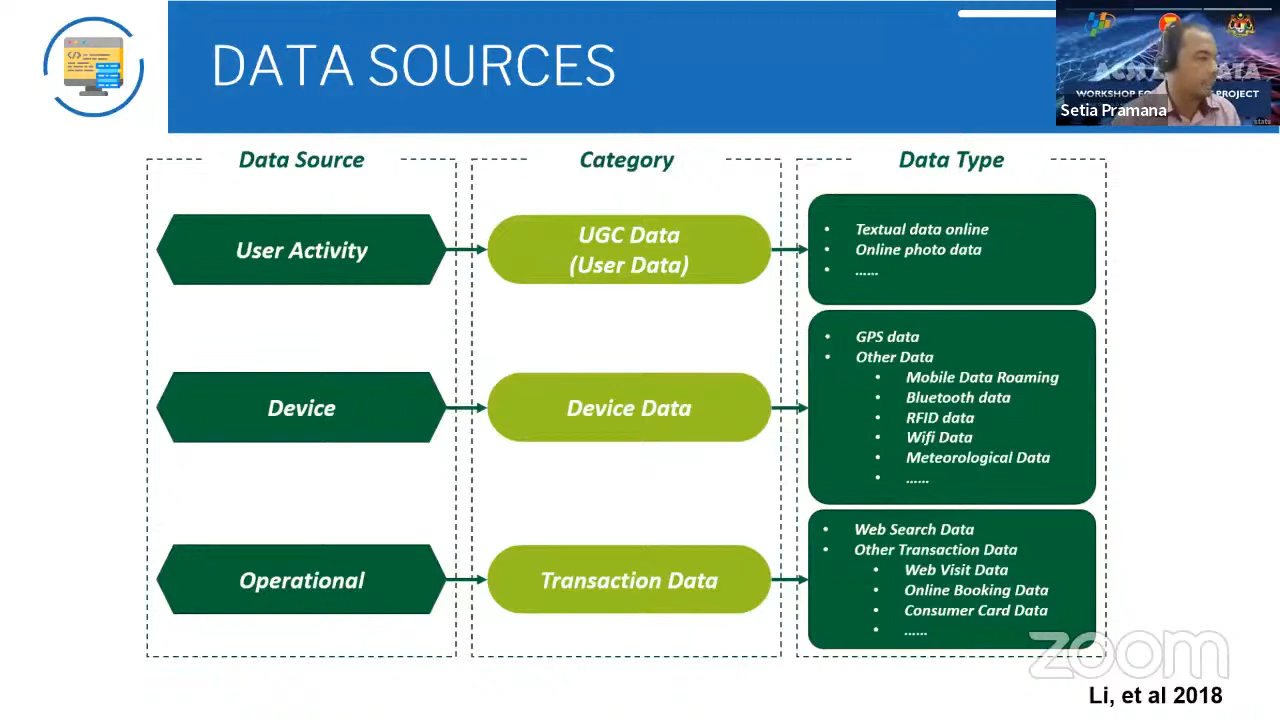 DATA SOURCES
WORKSHOP FO
PROJECT
Setia Pramana
Data Source
Category
Data Type
User Activity
UGC Data
(User Data)
• Textual data online
• Online photo data
• ......
Device
Device Data
• GPS data
• Other Data
• Mobile Data Roaming
• Bluetooth data
• RFID data
• Wifi Data
• Meteorological Data
• ......
Operational
Transaction Data
• Web Search Data
• Other Transaction Data
• Web Visit Data
• Online Booking Data
• Consumer Card Data
• ......
zoom
Li, et al 2018